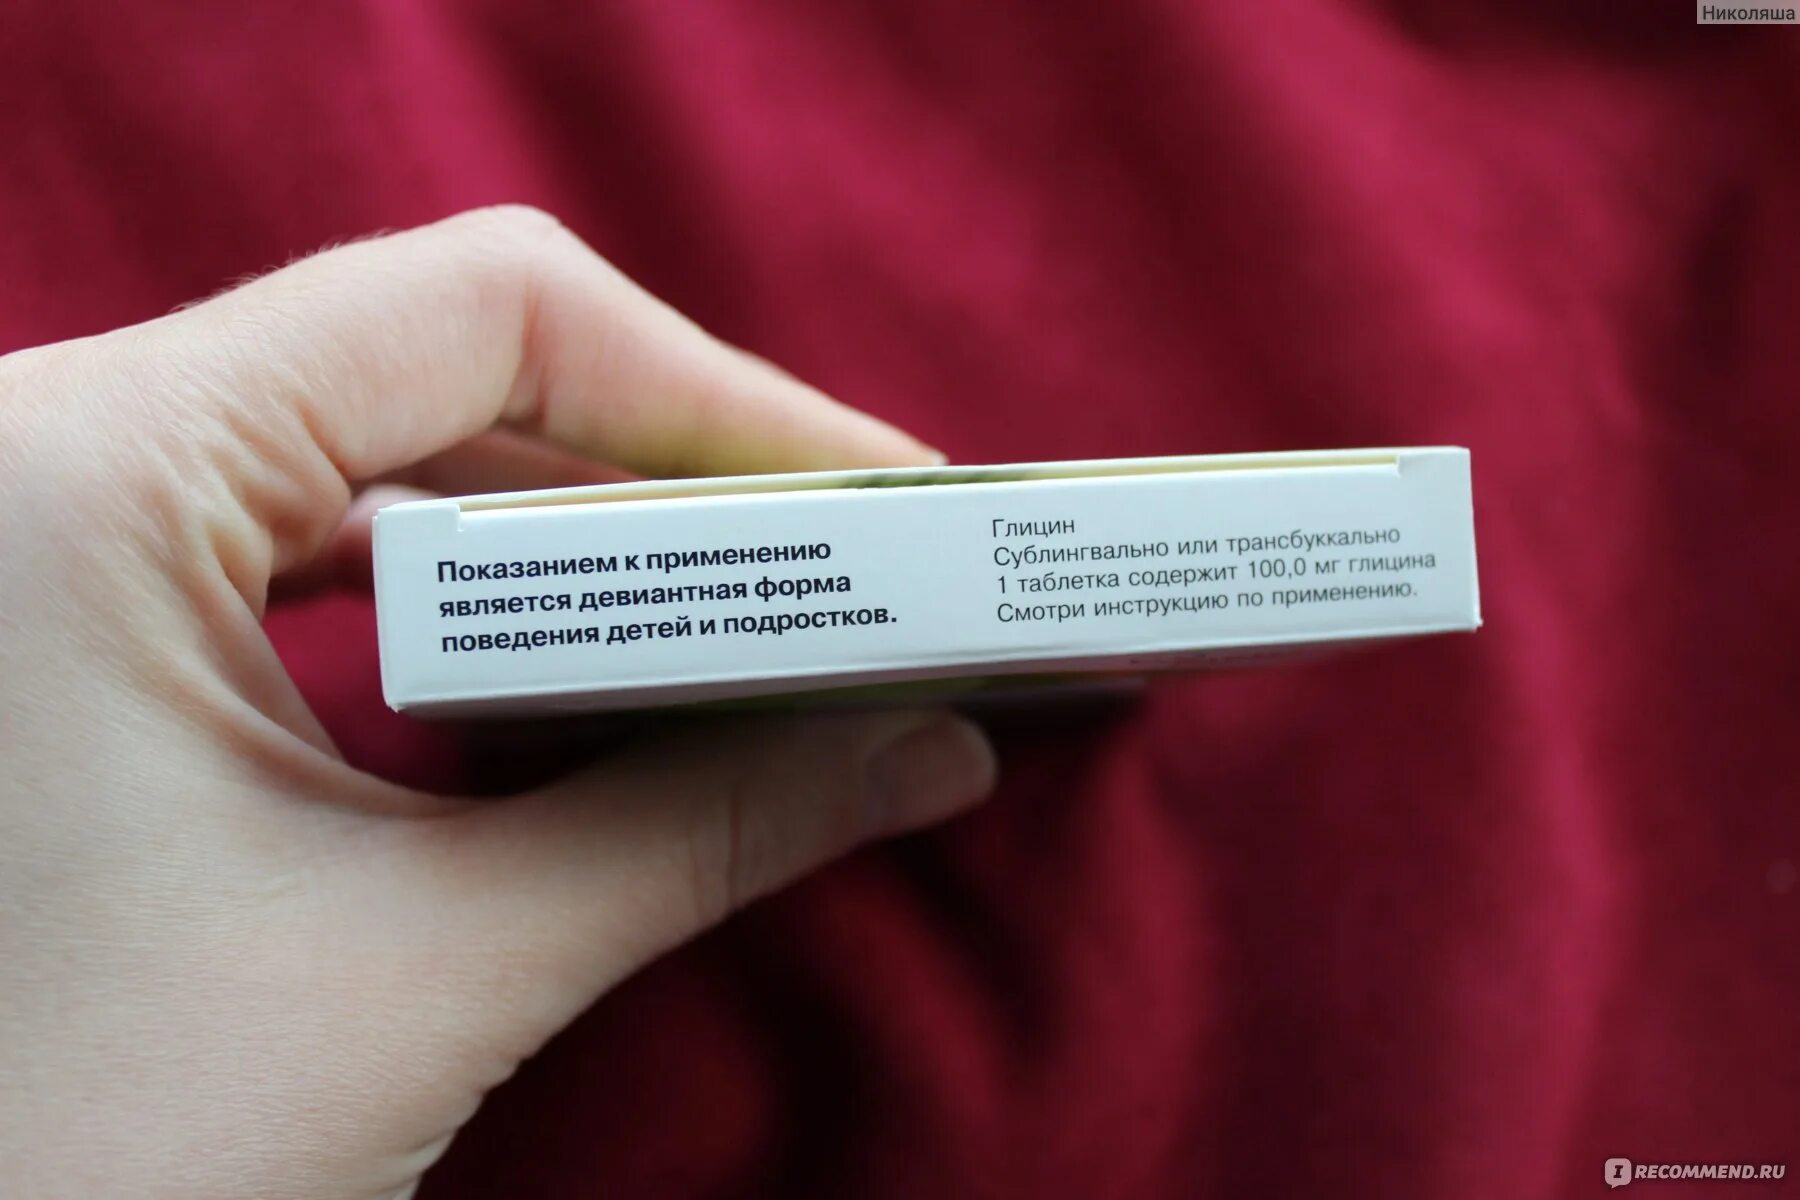 Николяша
Показанием к применению
является девиантная форма
поведения детей и подростков.
Глицин
Сублингвально или трансбуккально
1 таблетка содержит 100,0 мг глицина
Смотри инструкцию по применению.
IRECOMMEND.RU